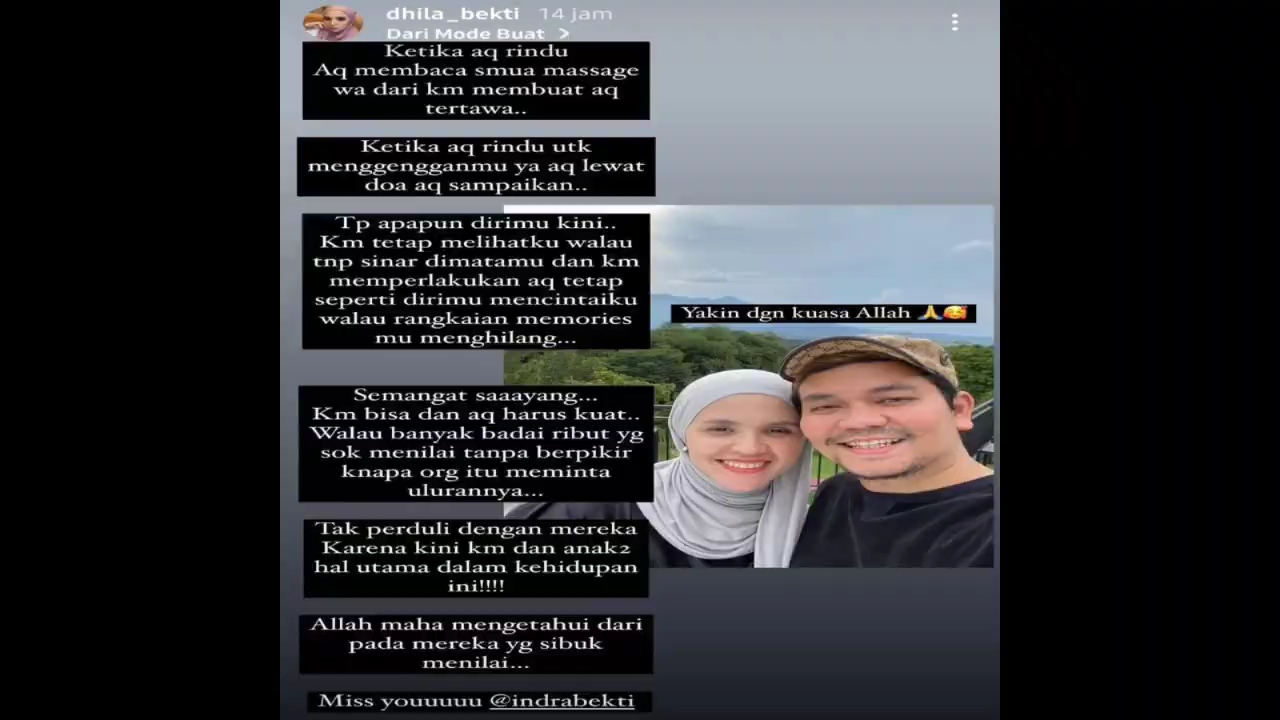 dhila_bekti 14 jam
Dari Mode Buat >
Ketika aq rindu
Aq membaca smua massage
wa dari km membuat aq
tertawa..
Ketika aq rindu utk
menggengganmu ya aq lewat
doa aq sampaikan..
Tp apapun dirimu kini..
Km tetap melihatku walau
tnp sinar dimatamu dan km
memperlakukan aq tetap
seperti dirimu mencintaiku
walau rangkaian memories
mu menghilang...
Yakin dgn kuasa Allah 🙏🥰
Semangat saaayang...
Km bisa dan aq harus kuat..
Walau banyak badai ribut yg
sok menilai tanpa berpikir
knapa org itu meminta
ulurannya...
Tak perduli dengan mereka
Karena kini km dan anak2
hal utama dalam kehidupan
ini!!!!
Allah maha mengetahui dari
pada mereka yg sibuk
menilai...
Miss youuuuuu @indrabekti